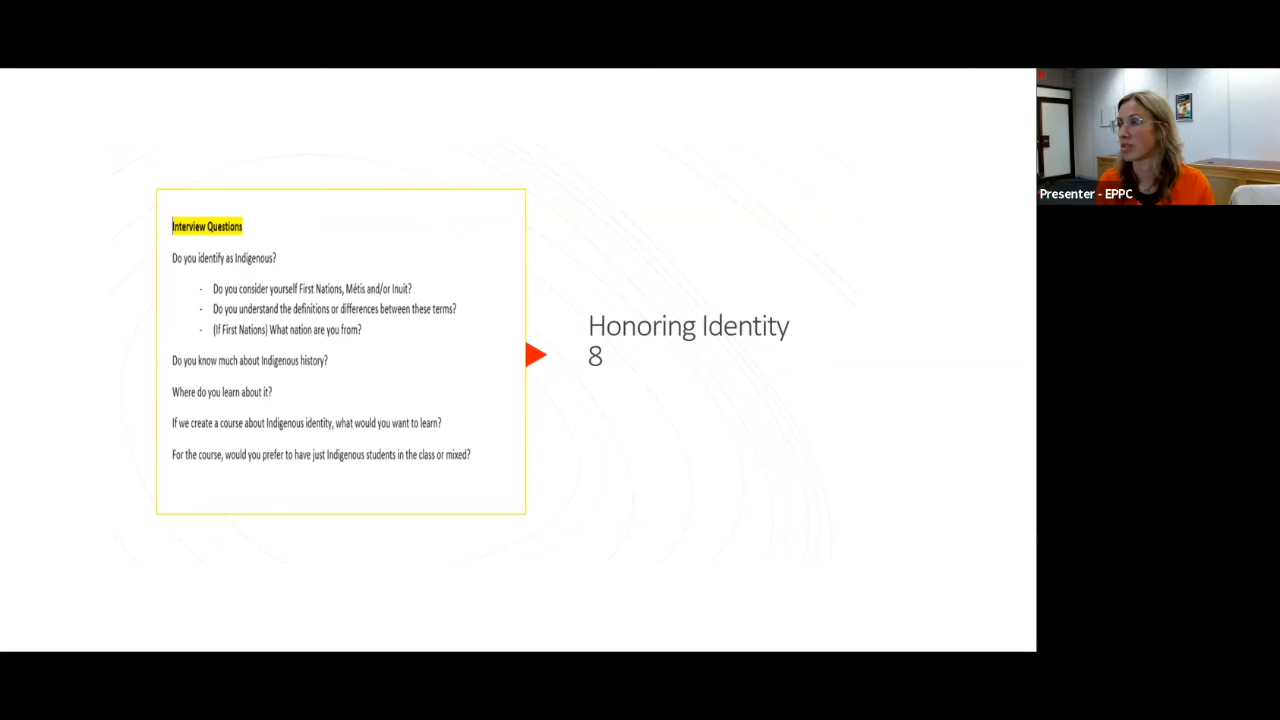 Interview Questions
Do you identify as Indigenous?
- Do you consider yourself First Nations, Métis and/or Inuit?
- Do you understand the definitions or differences between these terms?
- (If First Nations) What nation are you from?
Do you know much about Indigenous history?
Where do you learn about it?
If we create a course about Indigenous identity, what would you want to learn?
For the course, would you prefer to have just Indigenous students in the class or mixed?
Honoring Identity
8
Presenter - EPPC